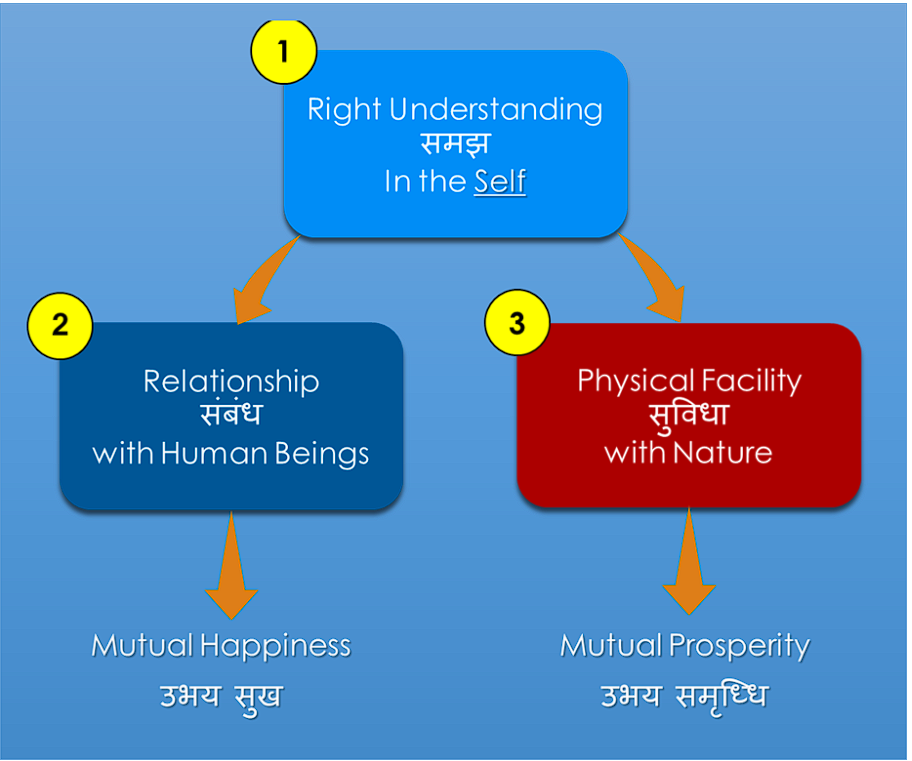 1
Right Understanding
समझ
In the Self
2
Relationship
संबंध
with Human Beings
3
Physical Facility
सुविधा
with Nature
Mutual Happiness
उभय सुख
Mutual Prosperity
उभय समृध्धि